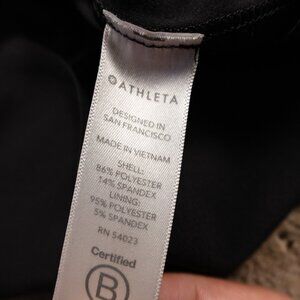 ATHLETA
DESIGNED IN
SAN FRANCISCO
MADE IN VIETNAM
SHELL:
86% POLYESTER
14% SPANDEX
LINING:
95% POLYESTER
5% SPANDEX
RN 54023
Certified
B